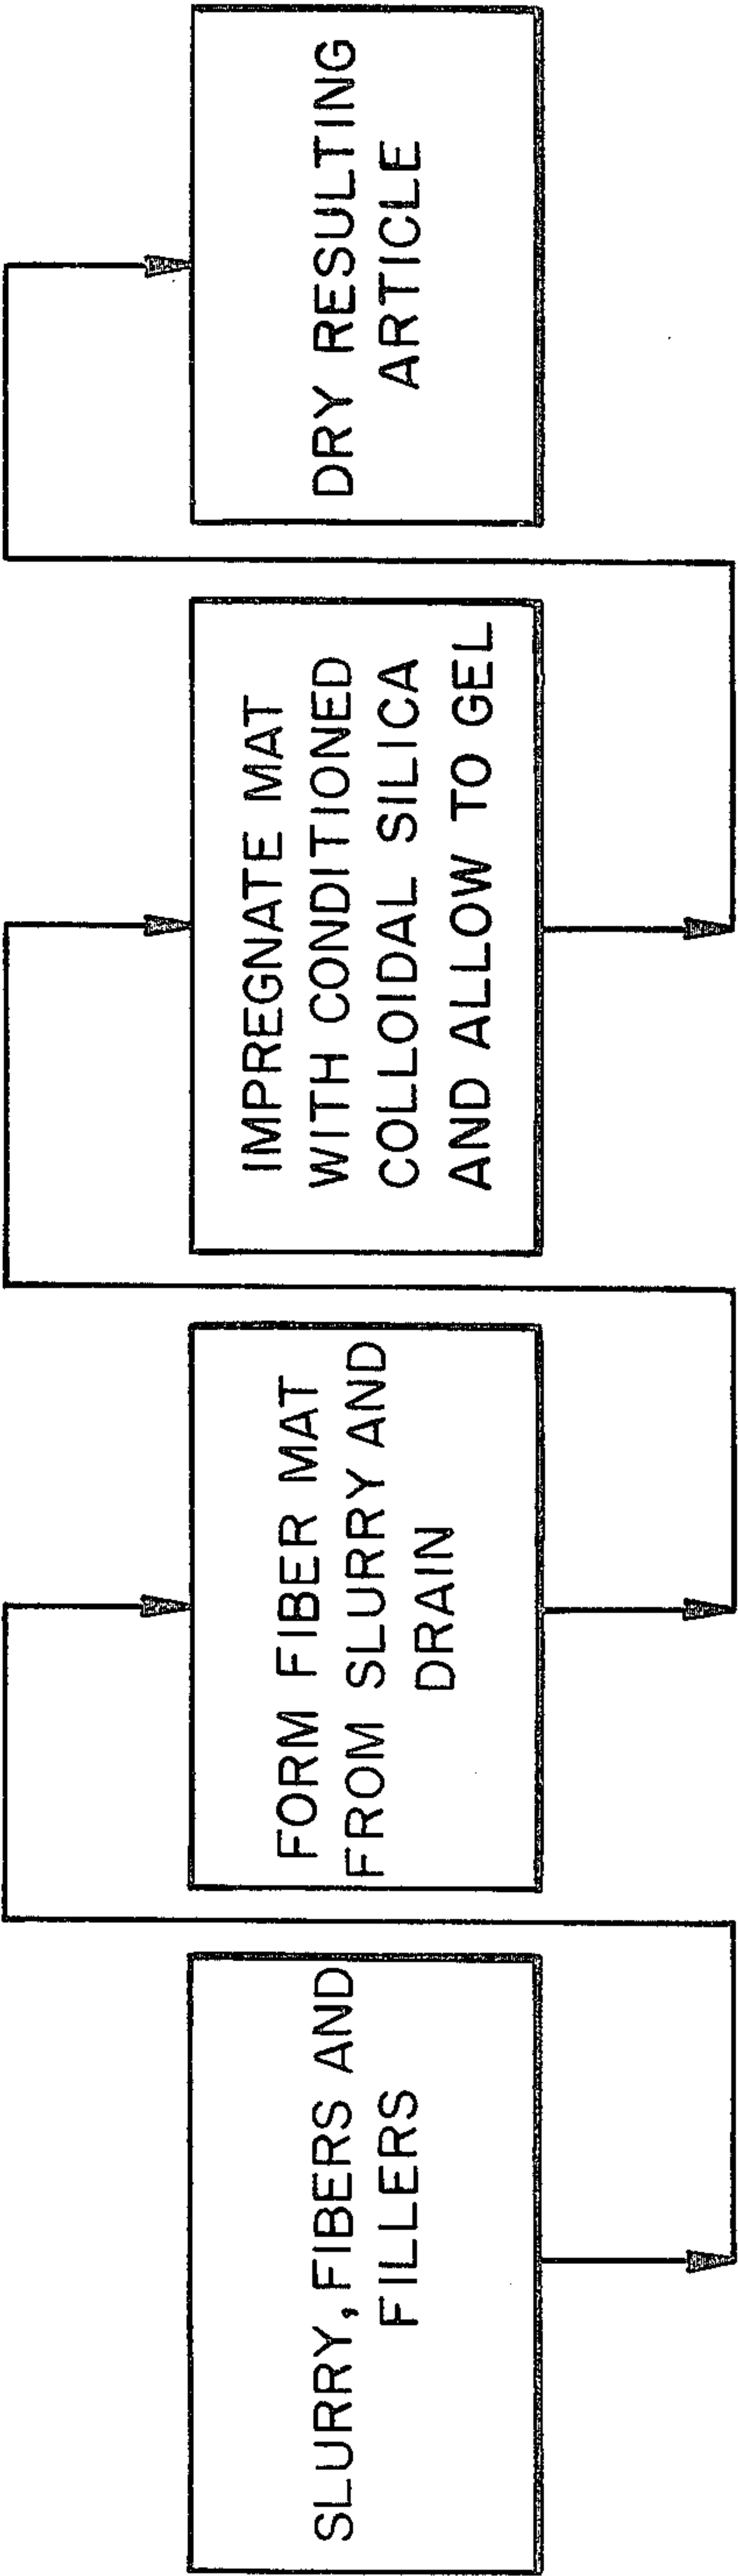 SLURRY, FIBERS AND
FILLERS
FORM FIBER MAT
FROM SLURRY AND
DRAIN
IMPREGNATE MAT
WITH CONDITIONED
COLLOIDAL SILICA
AND ALLOW TO GEL
DRY RESULTING
ARTICLE